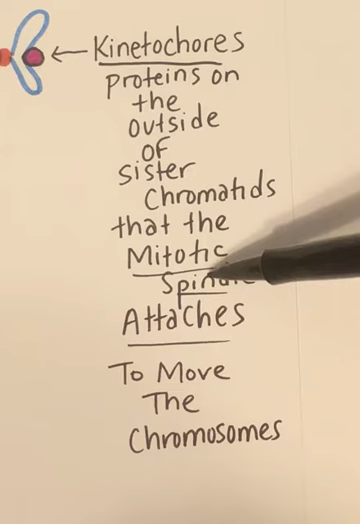 Kinetochores
Proteins on
the
outside
of
sister
Chromatids
that the
Mitotic
Attaches
To Move
The
Chromosomes